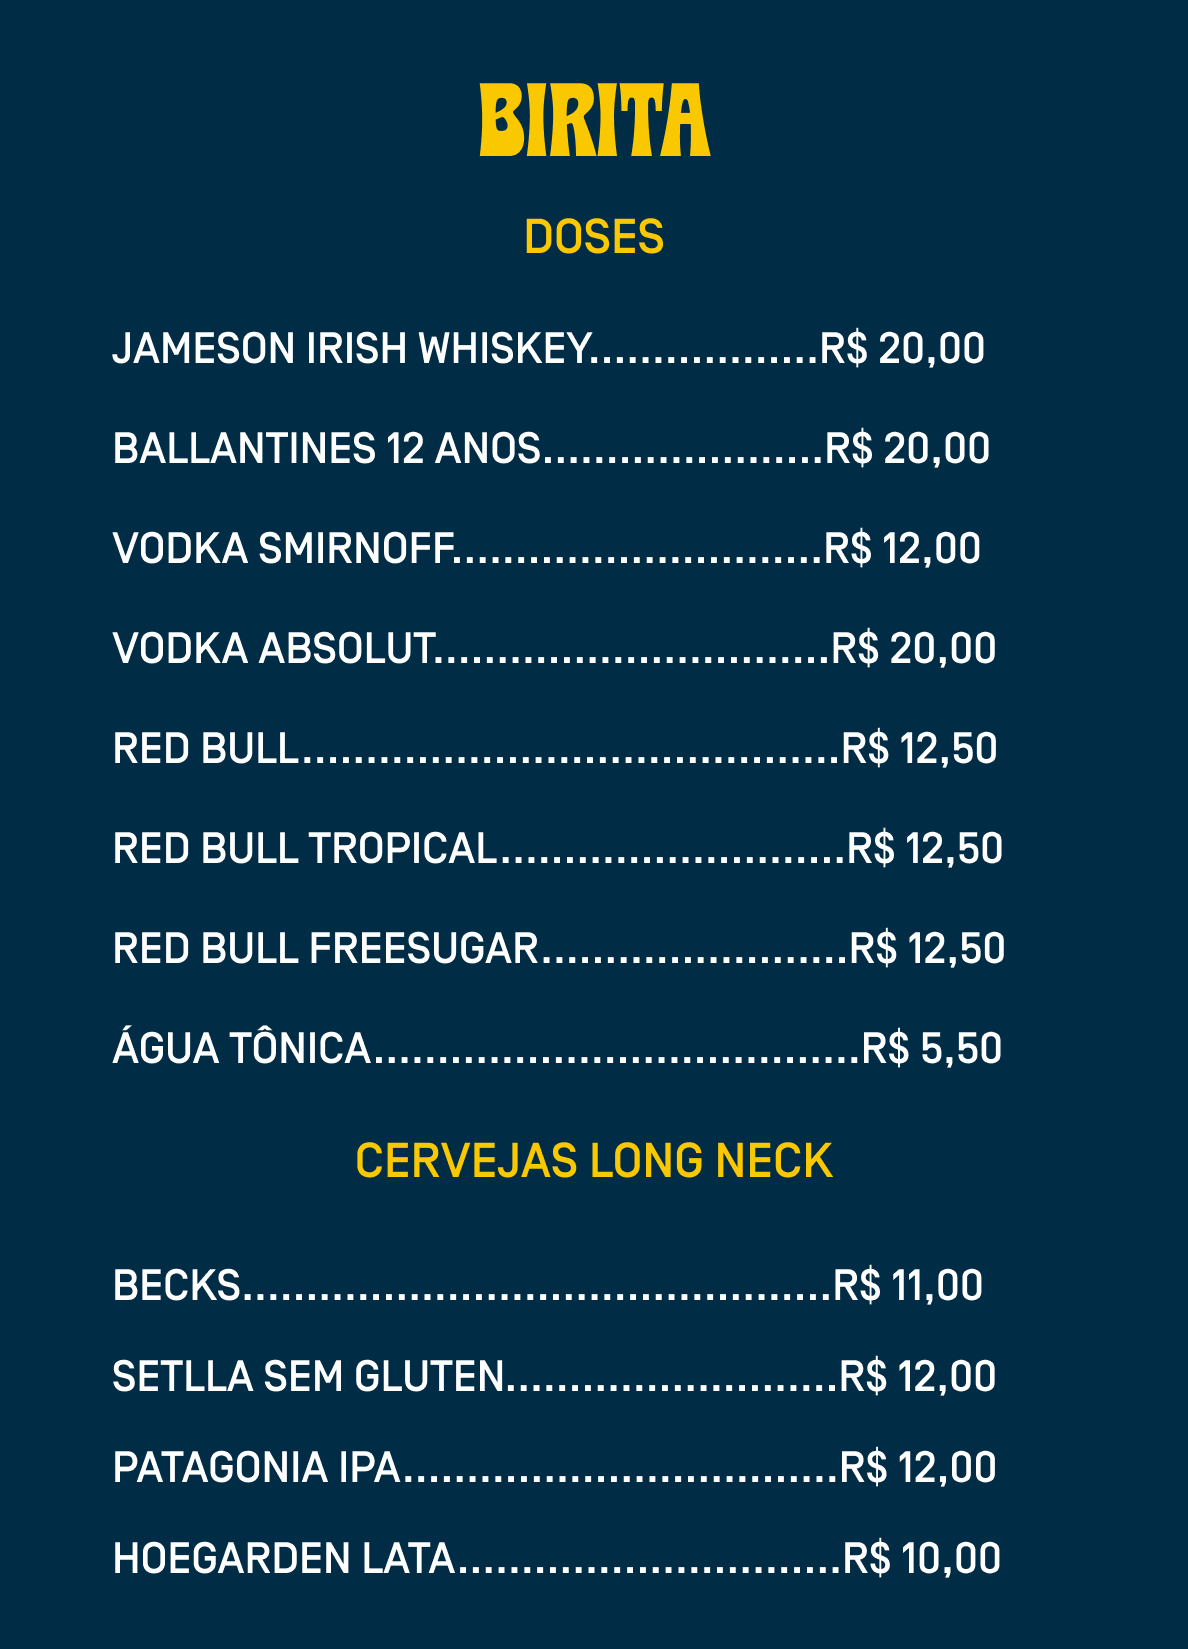 BIRITA
DOSES
JAMESON IRISH WHISKEY..................R$ 20,00
BALLANTINES 12 ANOS......................R$ 20,00
VODKA SMIRNOFF.............................R$ 12,00
VODKA ABSOLUT...............................R$ 20,00
RED BULL..........................................R$ 12,50
RED BULL TROPICAL...........................R$ 12,50
RED BULL FREESUGAR........................R$ 12,50
ÁGUA TÔNICA......................................R$ 5,50
CERVEJAS LONG NECK
BECKS..............................................R$ 11,00
SETLLA SEM GLUTEN..........................R$ 12,00
PATAGONIA IPA..................................R$ 12,00
HOEGARDEN LATA..............................R$ 10,00